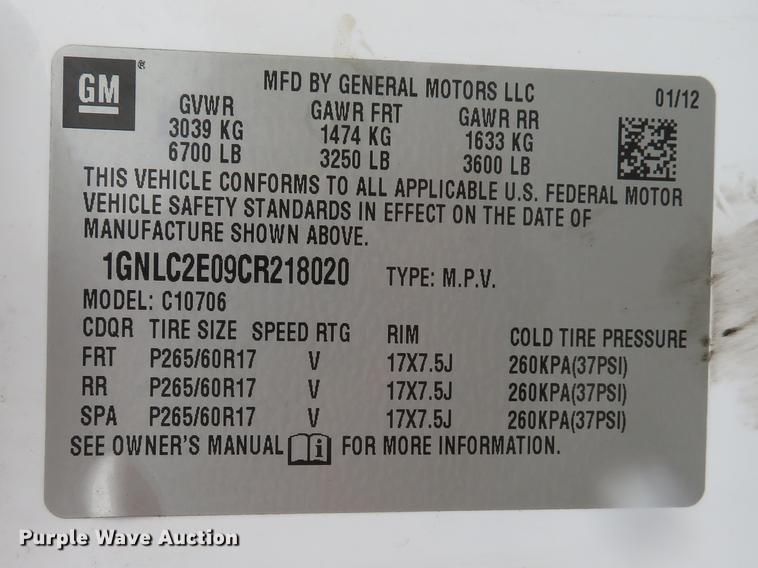 GM®
MFD BY GENERAL MOTORS LLC
01/12
GVWR GAWR FRT GAWR RR
3039 KG 1474 KG 1633 KG
6700 LB 3250 LB 3600 LB
THIS VEHICLE CONFORMS TO ALL APPLICABLE U.S. FEDERAL MOTOR
VEHICLE SAFETY STANDARDS IN EFFECT ON THE DATE OF
MANUFACTURE SHOWN ABOVE.
1GNLC2E09CR218020 TYPE: M.P.V.
MODEL: C10706
CDQR TIRE SIZE SPEED RTG RIM COLD TIRE PRESSURE
FRT P265/60R17 V 17X7.5J 260KPA(37PSI)
RR P265/60R17 V 17X7.5J 260KPA(37PSI)
SPA P265/60R17 V 17X7.5J 260KPA(37PSI)
SEE OWNER'S MANUAL i FOR MORE INFORMATION.
Purple Wave Auction